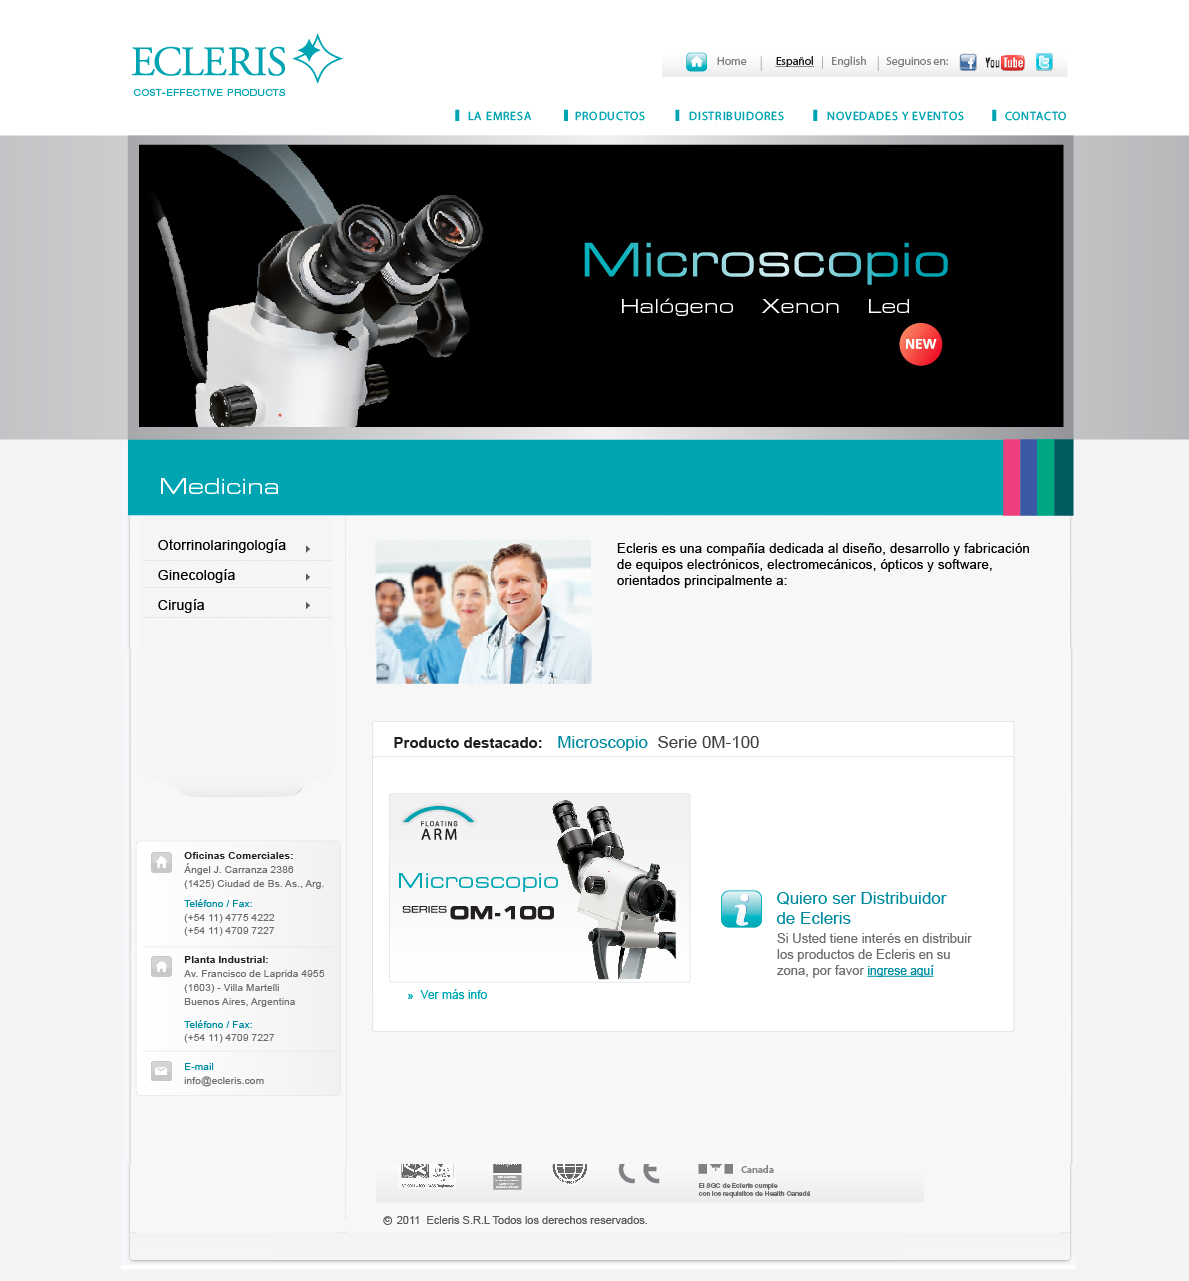 ECLERIS
COST-EFFECTIVE PRODUCTS
Home | Español | English | Seguinos en: You Tube
LA EMRESA PRODUCTOS DISTRIBUIDORES NOVEDADES Y EVENTOS CONTACTO
Microscopio
Halógeno Xenon Led
NEW
Medicina
Otorrinolaringología
Ginecología
Cirugía
Ecleris es una compañía dedicada al diseño, desarrollo y fabricación
de equipos electrónicos, electromecánicos, ópticos y software,
orientados principalmente a:
Producto destacado: Microscopio Serie 0M-100
FLOATING
ARM
Microscopio
SERIES OM-100
» Ver más info
Quiero ser Distribuidor
de Ecleris
Si Usted tiene interés en distribuir
los productos de Ecleris en su
zona, por favor ingrese aquí
Oficinas Comerciales:
Ángel J. Carranza 2386
(1425) Ciudad de Bs. As., Arg.
Teléfono / Fax:
(+54 11) 4775 4222
(+54 11) 4709 7227
Planta Industrial:
Av. Francisco de Laprida 4955
(1603) - Villa Martelli
Buenos Aires, Argentina
Teléfono / Fax:
(+54 11) 4709 7227
E-mail
info@ecleris.com
CE
Canada
El SGC de Ecleris cumple
con los requisitos de Health Canadá
© 2011 Ecleris S.R.L Todos los derechos reservados.